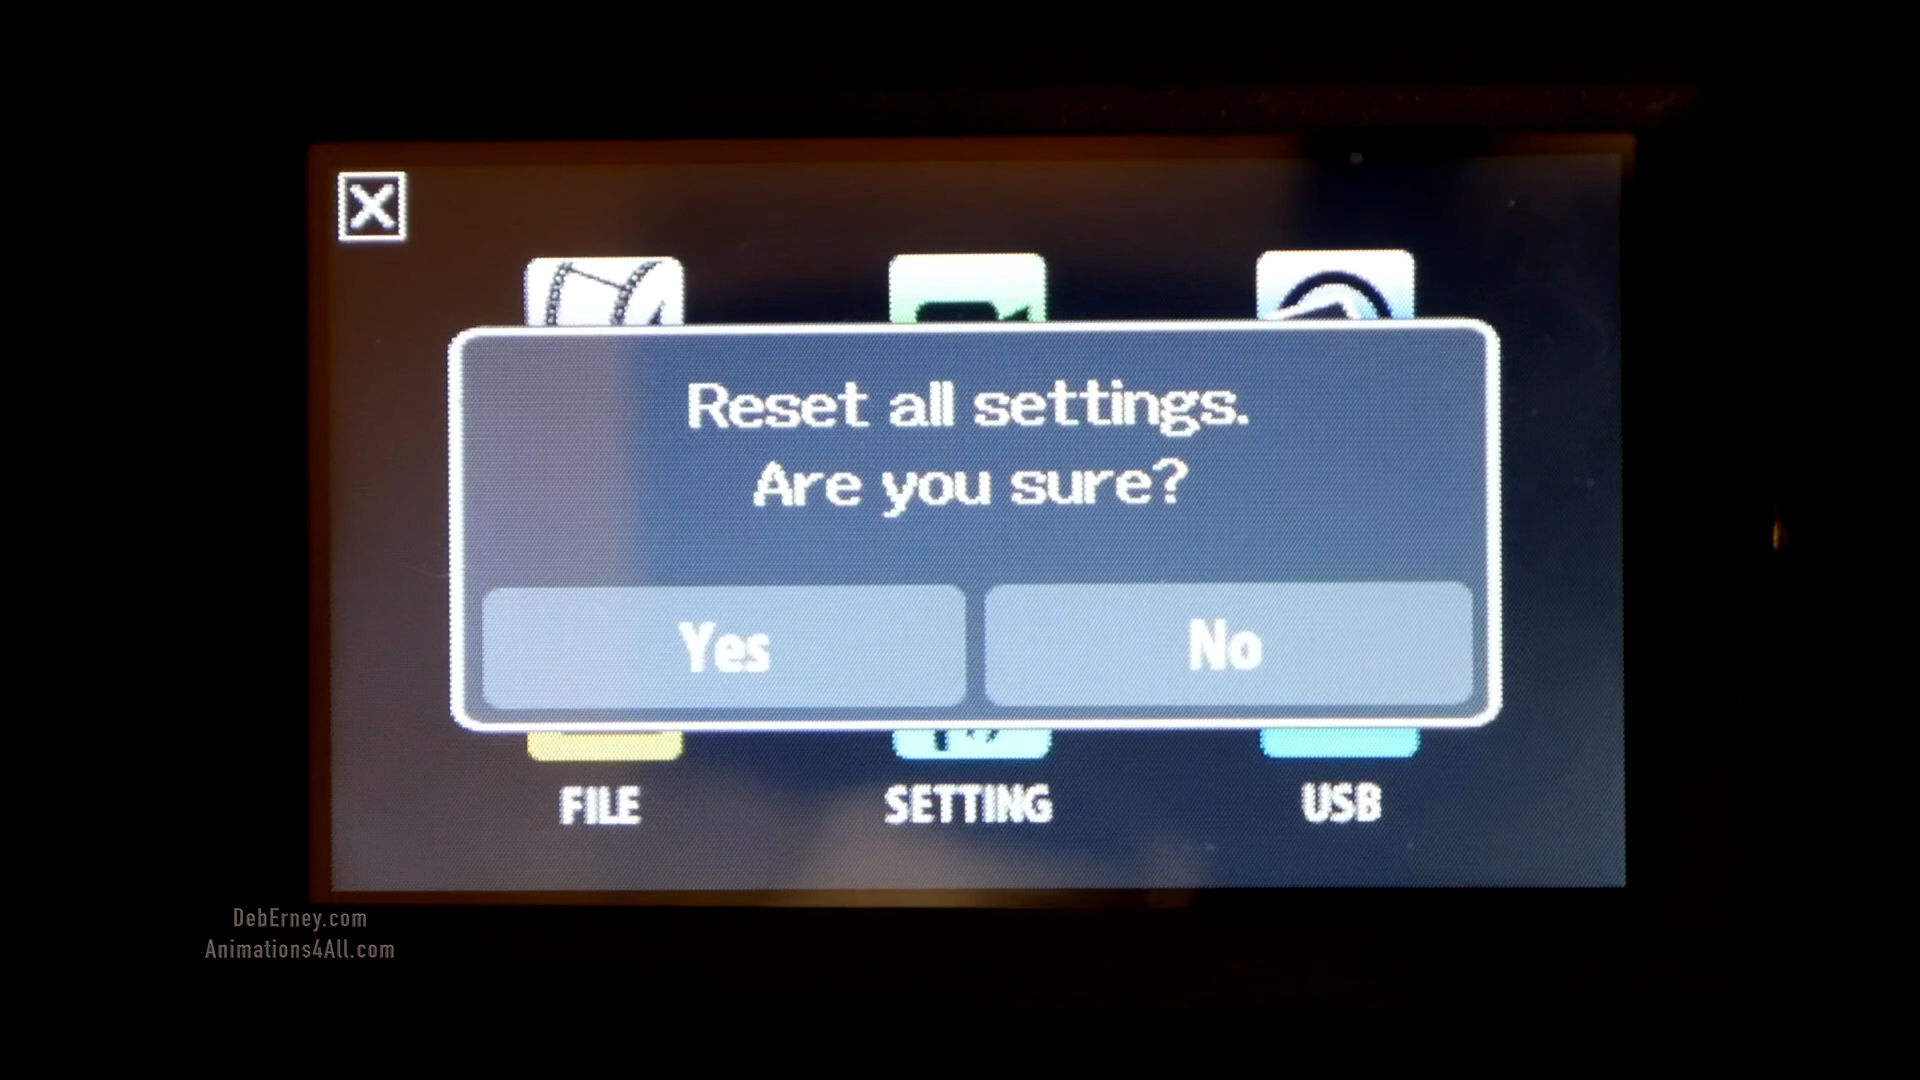 Reset all settings.
Are you sure?
Yes
No
FILE
SETTING
USB
DebErney.com
Animations4All.com